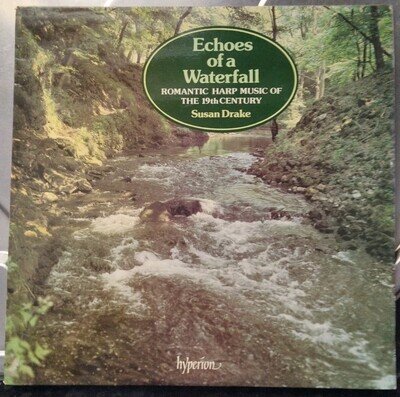 Echoes
of a
Waterfall
ROMANTIC HARP MUSIC OF
THE 19th CENTURY
Susan Drake
hyperion